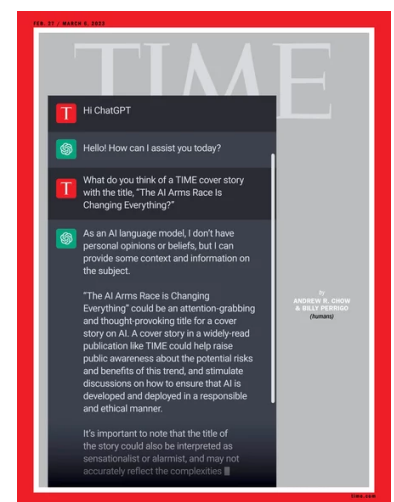 FEB. 27 / MARCH 6, 2023
TIME
T
Hi ChatGPT
Hello! How can I assist you today?
T
What do you think of a TIME cover story
with the title, "The AI Arms Race Is
Changing Everything?"
As an AI language model, I don't have
personal opinions or beliefs, but I can
provide some context and information on
the subject.
"The AI Arms Race is Changing
Everything" could be an attention-grabbing
and thought-provoking title for a cover
story on AI. A cover story in a widely-read
publication like TIME could help raise
public awareness about the potential risks
and benefits of this trend, and stimulate
discussions on how to ensure that AI is
developed and deployed in a responsible
and ethical manner.
It's important to note that the title of
the story could also be interpreted as
sensationalist or alarmist, and may not
accurately reflect the complexities
by
ANDREW R. CHOW
& BILLY PERRIGO
(humans)
time.com